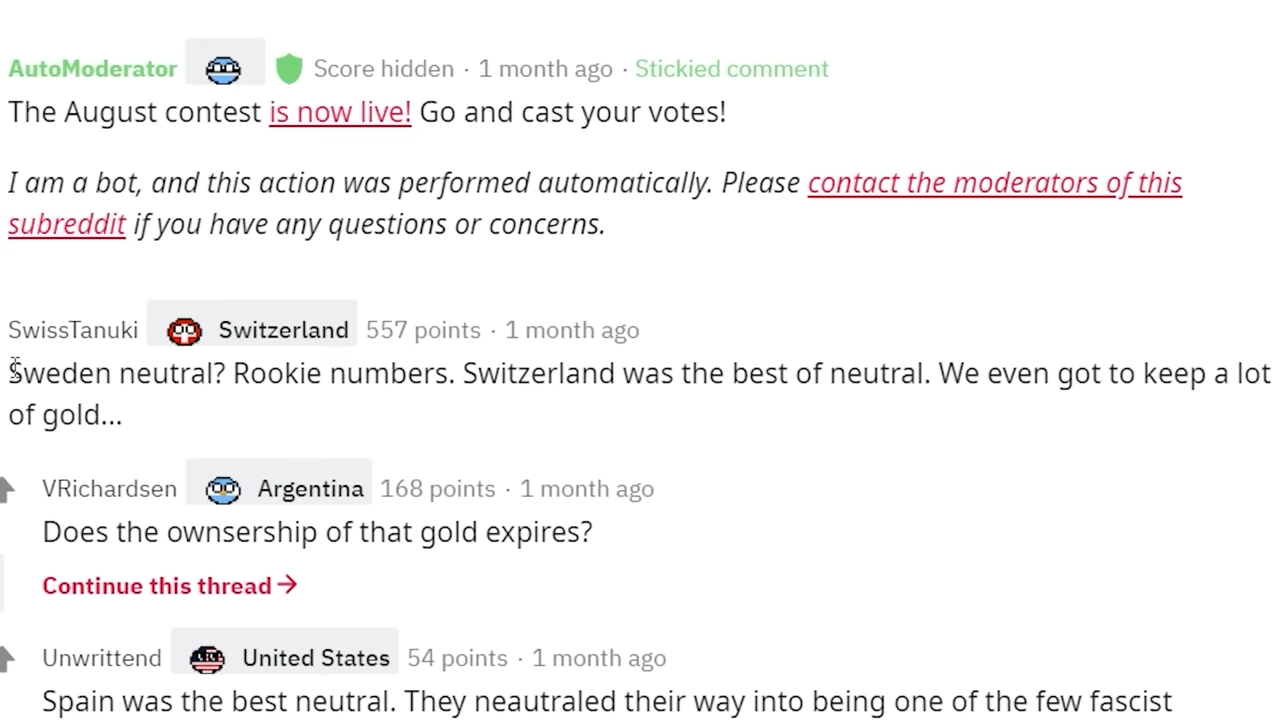 AutoModerator Score hidden · 1 month ago · Stickied comment
The August contest is now live! Go and cast your votes!
I am a bot, and this action was performed automatically. Please contact the moderators of this
subreddit if you have any questions or concerns.
SwissTanuki Switzerland 557 points · 1 month ago
Sweden neutral? Rookie numbers. Switzerland was the best of neutral. We even got to keep a lot
of gold...
VRichardsen Argentina 168 points · 1 month ago
Does the ownsership of that gold expires?
Continue this thread→
Unwrittend United States 54 points · 1 month ago
Spain was the best neutral. They neautraled their way into being one of the few fascist